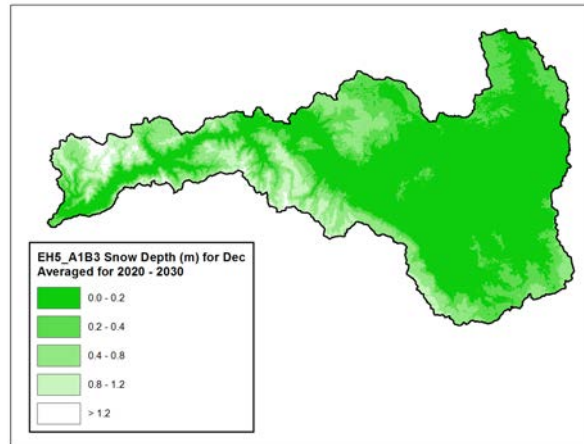 EH5_A1B3 Snow Depth (m) for Dec
Averaged for 2020 - 2030
0.0 - 0.2
0.2 - 0.4
0.4 - 0.8
0.8 - 1.2
> 1.2